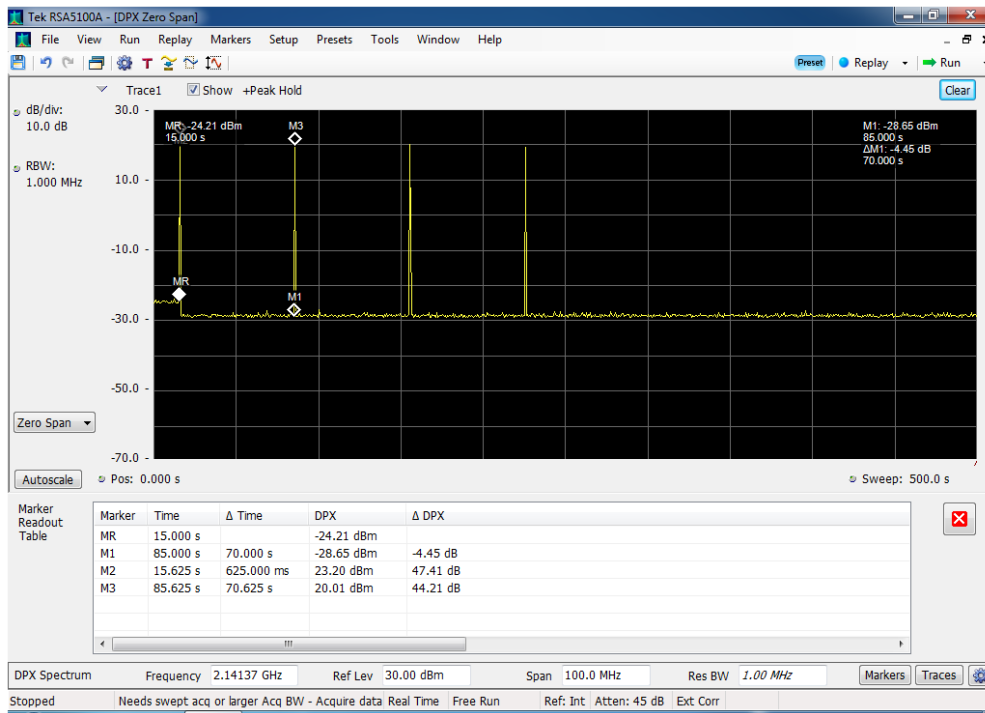 Tek RSA5100A - [DPX Zero Span]
File View Run Replay Markers Setup Presets Tools Window Help
T Preset Replay Run
Trace1 Show +Peak Hold Clear
dB/div:
10.0 dB
RBW:
1.000 MHz
30.0 -
10.0 -
-10.0 -
-30.0 -
-50.0 -
-70.0 -
MR: -24.21 dBm
15.000 s
M3
M1: -28.65 dBm
85.000 s
ΔM1: -4.45 dB
70.000 s
MR
M1
Zero Span
Autoscale Pos: 0.000 s Sweep: 500.0 s
Marker
Readout
Table
Marker Time Δ Time DPX Δ DPX
MR 15.000 s -24.21 dBm
M1 85.000 s 70.000 s -28.65 dBm -4.45 dB
M2 15.625 s 625.000 ms 23.20 dBm 47.41 dB
M3 85.625 s 70.625 s 20.01 dBm 44.21 dB
DPX Spectrum Frequency 2.14137 GHz Ref Lev 30.00 dBm Span 100.0 MHz Res BW 1.00 MHz Markers Traces
Stopped Needs swept acq or larger Acq BW - Acquire data Real Time Free Run Ref: Int Atten: 45 dB Ext Corr